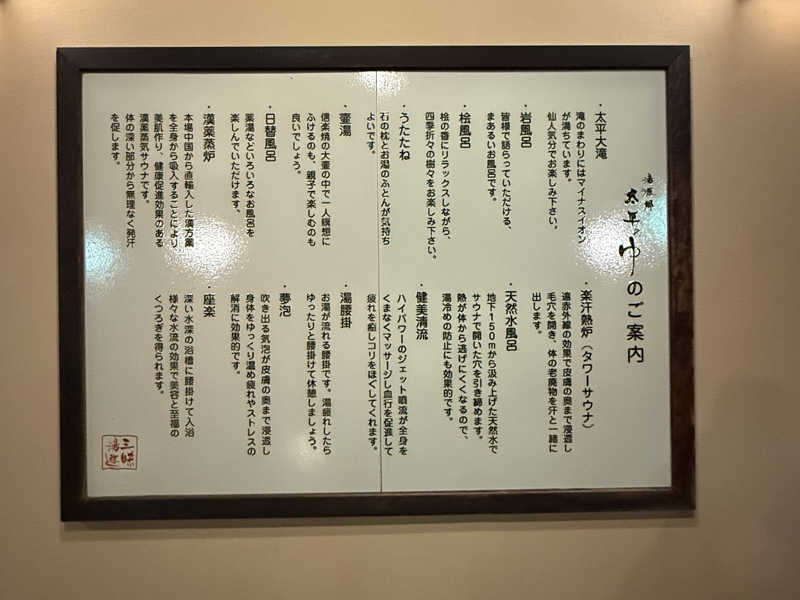 湯原郷
太平のゆのご案内
・太平大滝
滝のまわりにはマイナスイオン
が満ちています。
仙人気分でお楽しみ下さい。
・岩風呂
皆様で語らっていただける、
まあるいお風呂です。
・桧風呂
桧の香にリラックスしながら、
四季折々の樹々をお楽しみ下さい。
・うたたね
石の枕とお湯のふとんが気持ち
よいです。
・壷湯
信楽焼の大壷の中で一人瞑想に
ふけるのも、親子で楽しむのも
良いでしょう。
・日替風呂
薬湯などいろいろなお風呂を
楽しんでいただけます。
・漢薬蒸炉
本場中国から直輸入した漢方薬
を全身から吸入することにより、
美肌作り、健康促進効果のある
漢薬蒸気サウナです。
体の深い部分から無理なく発汗
を促します。
・楽汗熱炉（タワーサウナ）
遠赤外線の効果で皮膚の奥まで浸透し
毛穴を開き、体の老廃物を汗と一緒に
出します。
・天然水風呂
地下150mから汲み上げた天然水で
サウナで開いた穴を引き締めます。
熱が体から逃げにくくなるので、
湯冷めの防止にも効果的です。
・健美清流
ハイパワーのジェット噴流が全身を
くまなくマッサージし血行を促進して
疲れを癒しコリをほぐしてくれます。
・湯腰掛
お湯が流れる腰掛です。湯疲れしたら
ゆったりと腰掛けて休憩しましょう。
・夢泡
吹き出る気泡が皮膚の奥まで浸透し
身体をゆっくり温め疲れやストレスの
解消に効果的です。
・座楽
深い水深の浴槽に腰掛けて入浴
様々な水流の効果で美容と至福の
くつろぎを得られます。
三昧
湯遊